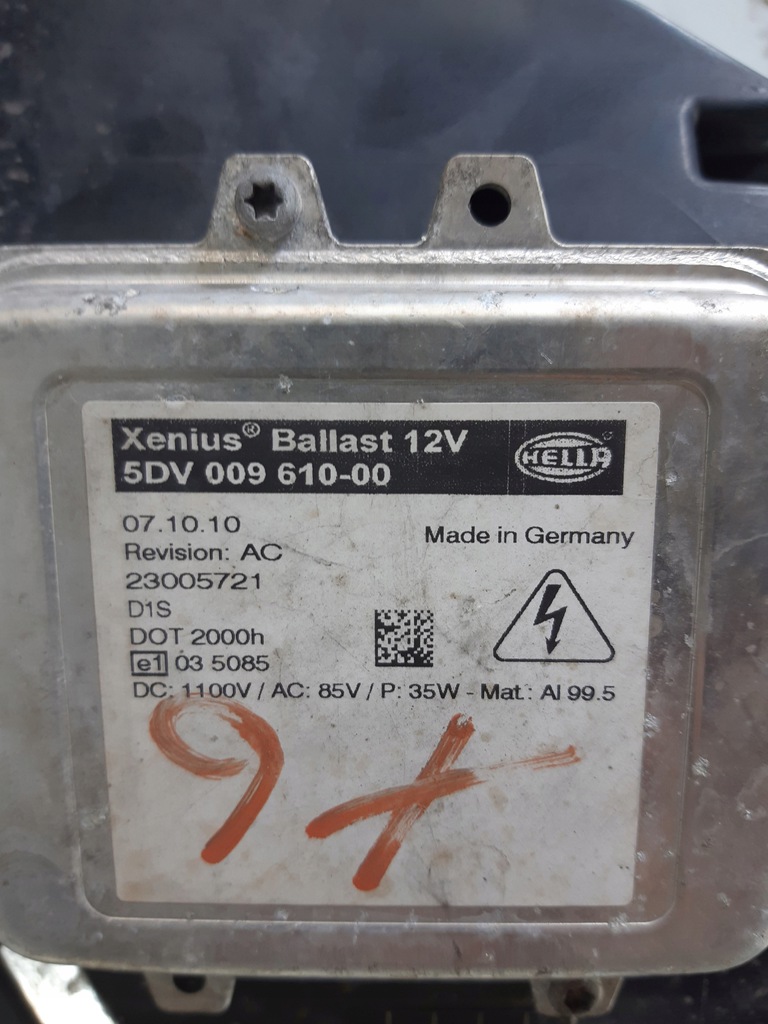 Xenius® Ballast 12V
5DV 009 610-00
HELLA
07.10.10
Made in Germany
Revision: AC
23005721
D1S
DOT 2000h
e1 03 5085
DC: 1100V / AC: 85V / P: 35W - Mat.: Al 99.5
9X